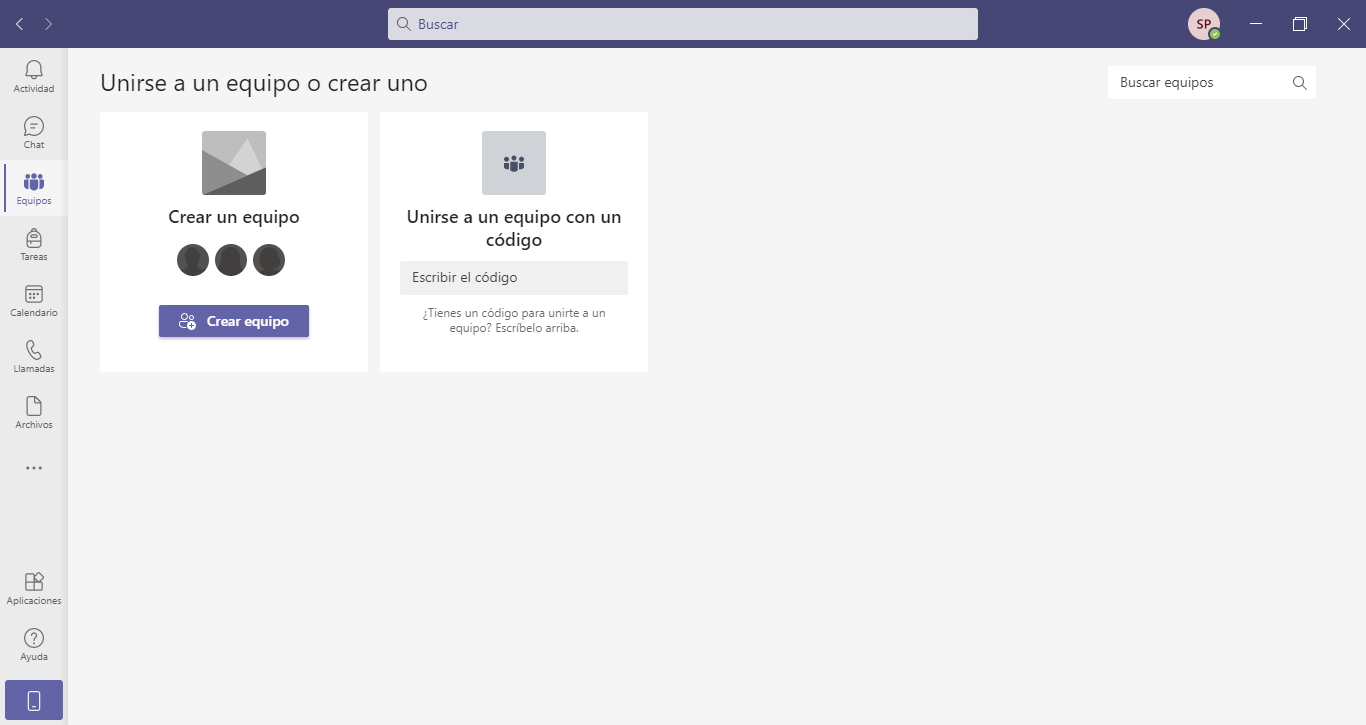 Buscar
SP
Actividad
Chat
Equipos
Tareas
Calendario
Llamadas
Archivos
Aplicaciones
Ayuda
Unirse a un equipo o crear uno
Buscar equipos
Crear un equipo
Crear equipo
Unirse a un equipo con un
código
Escribir el código
¿Tienes un código para unirte a un
equipo? Escríbelo arriba.